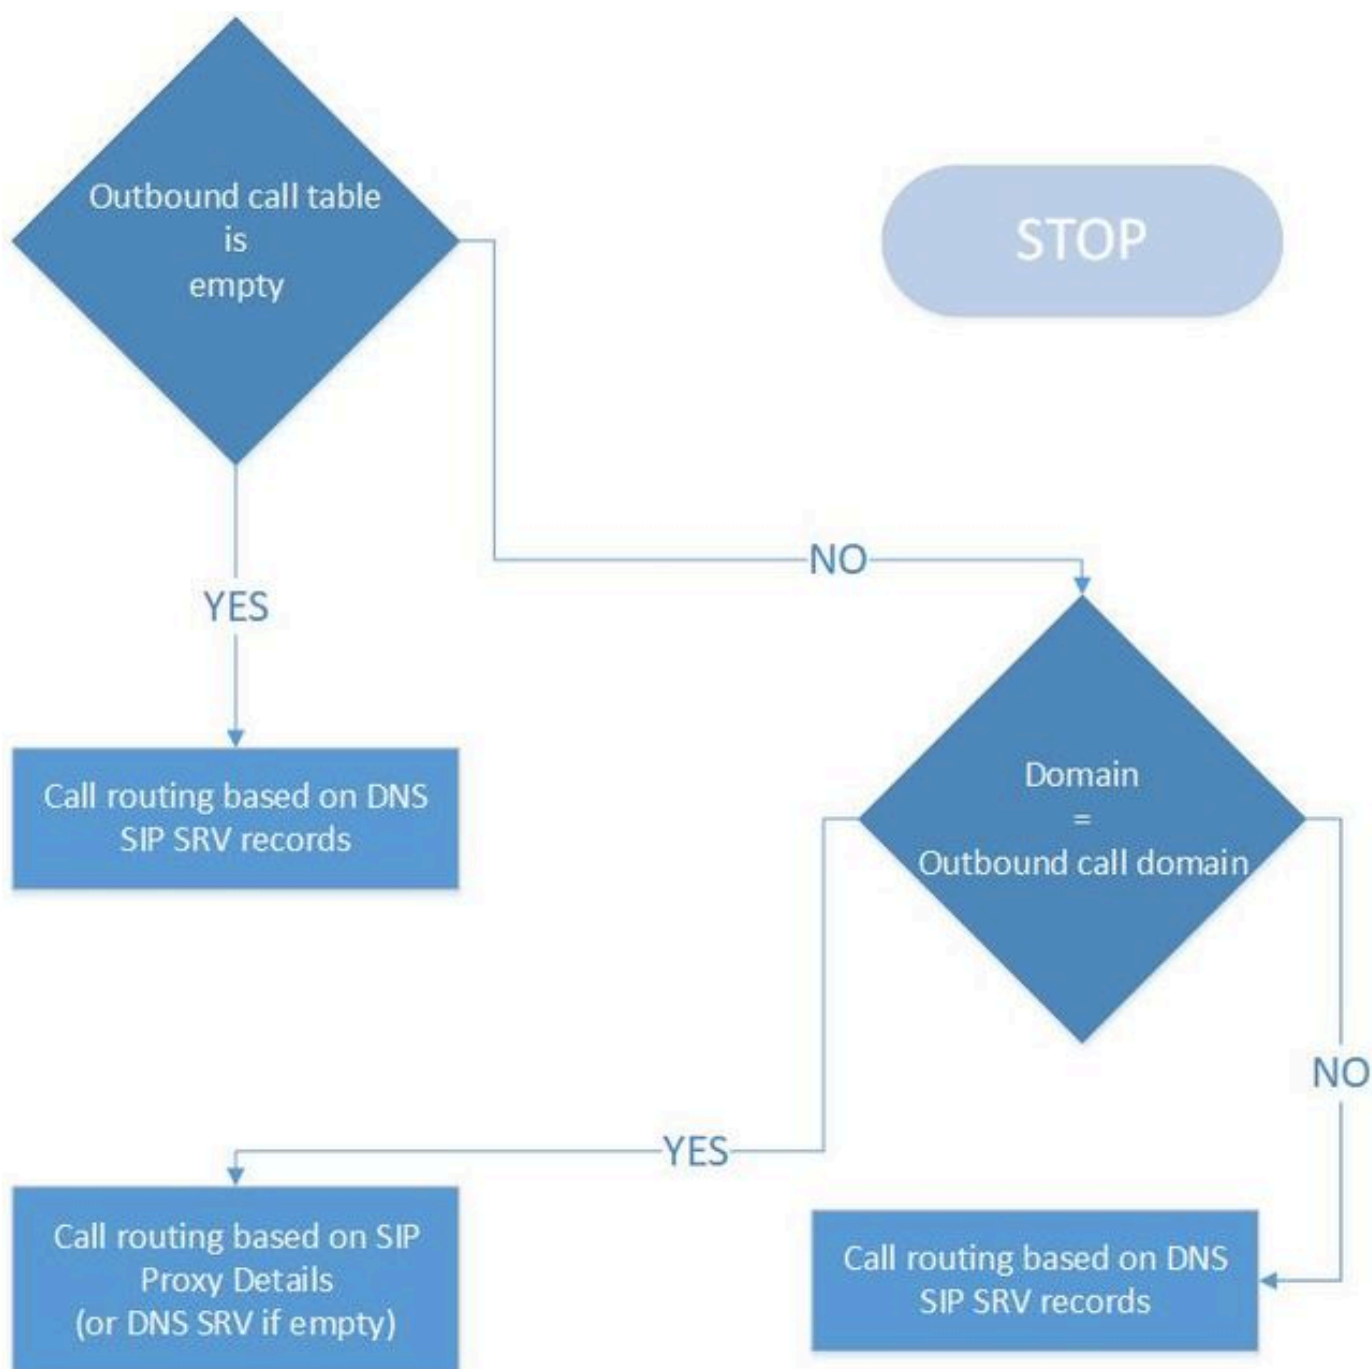 Outbound call table
is
empty
STOP
NO
YES
Domain
=
Outbound call domain
Call routing based on DNS
SIP SRV records
NO
YES
Call routing based on SIP
Proxy Details
(or DNS SRV if empty)
Call routing based on DNS
SIP SRV records